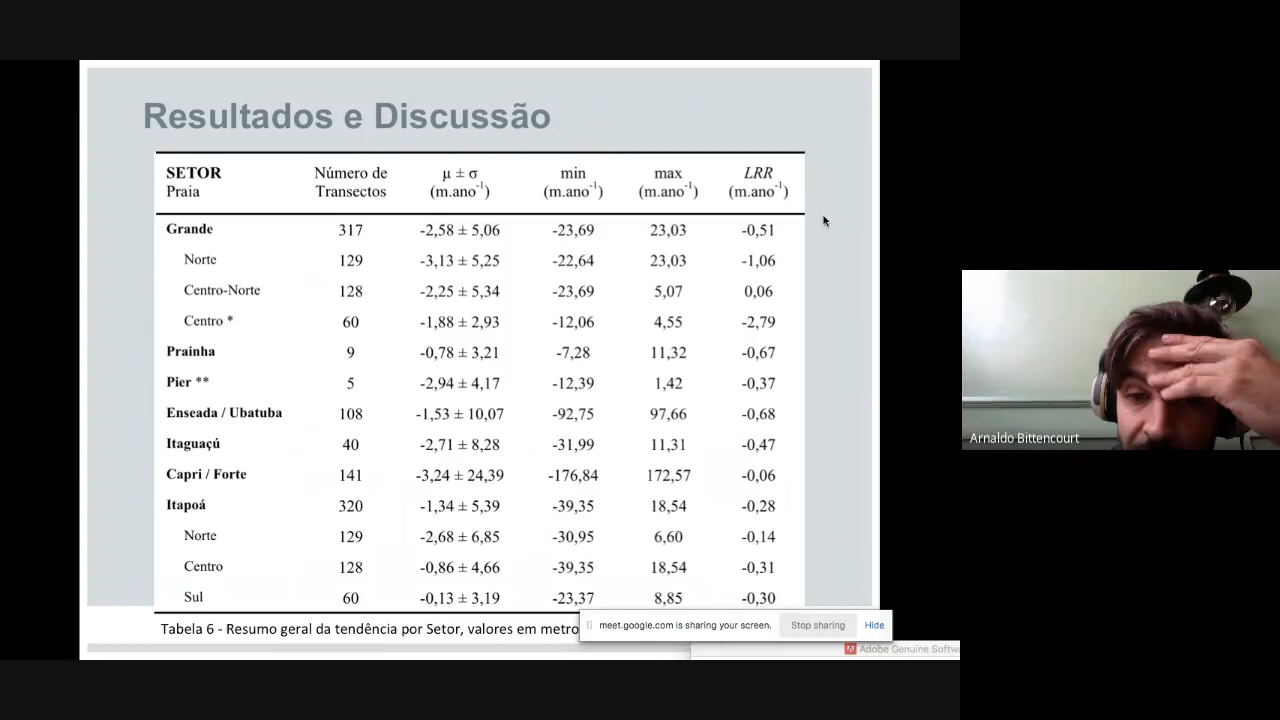 Resultados e Discussão
SETOR Número de μ ± σ min max LRR
Praia Transectos (m.ano-1) (m.ano-1) (m.ano-1) (m.ano-1)
Grande 317 -2,58 ± 5,06 -23,69 23,03 -0,51
Norte 129 -3,13 ± 5,25 -22,64 23,03 -1,06
Centro-Norte 128 -2,25 ± 5,34 -23,69 5,07 0,06
Centro * 60 -1,88 ± 2,93 -12,06 4,55 -2,79
Prainha 9 -0,78 ± 3,21 -7,28 11,32 -0,67
Pier ** 5 -2,94 ± 4,17 -12,39 1,42 -0,37
Enseada / Ubatuba 108 -1,53 ± 10,07 -92,75 97,66 -0,68
Itaguaçú 40 -2,71 ± 8,28 -31,99 11,31 -0,47
Capri / Forte 141 -3,24 ± 24,39 -176,84 172,57 -0,06
Itapoá 320 -1,34 ± 5,39 -39,35 18,54 -0,28
Norte 129 -2,68 ± 6,85 -30,95 6,60 -0,14
Centro 128 -0,86 ± 4,66 -39,35 18,54 -0,31
Sul 60 -0,13 ± 3,19 -23,37 8,85 -0,30
Tabela 6 - Resumo geral da tendência por Setor, valores em metro
meet.google.com is sharing your screen. Stop sharing Hide
Adobe Genuine Softw
Arnaldo Bittencourt